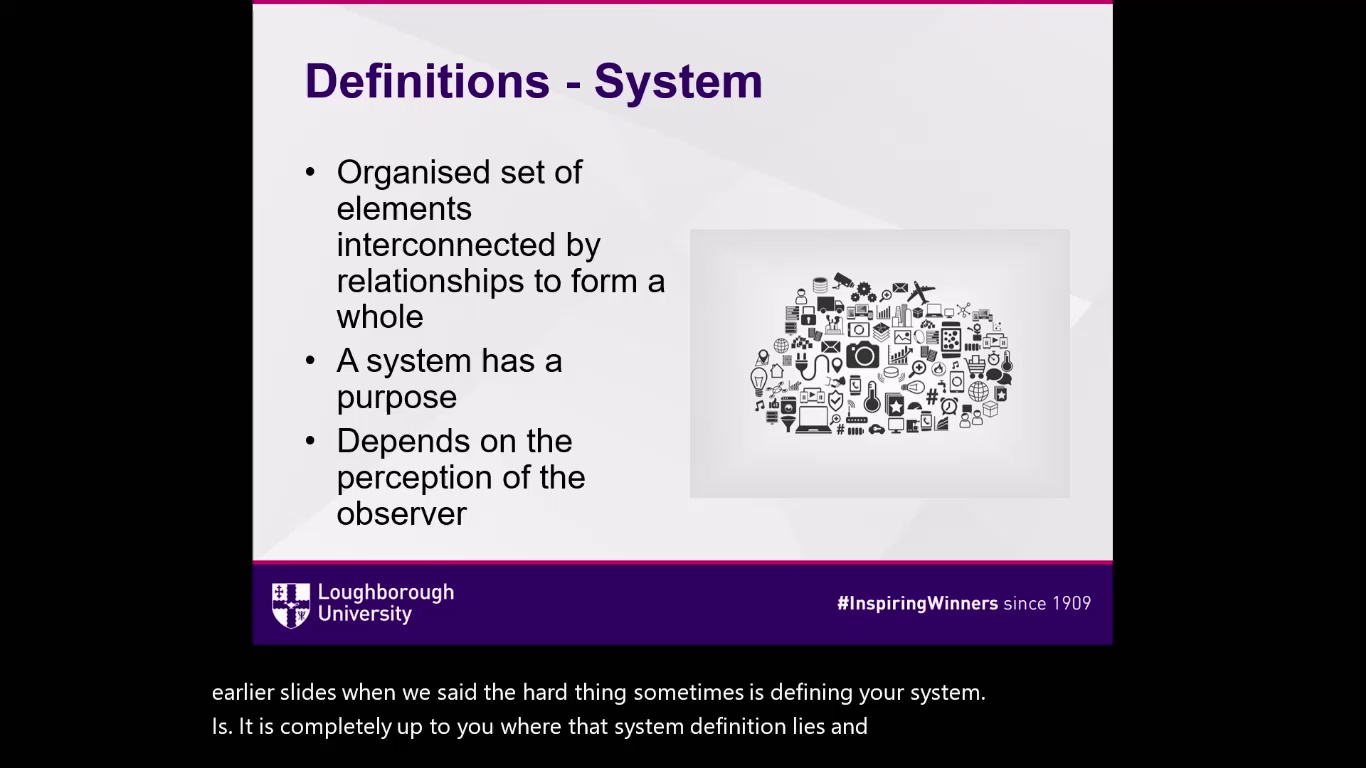 Definitions - System
• Organised set of
elements
interconnected by
relationships to form a
whole
• A system has a
purpose
• Depends on the
perception of the
observer
Loughborough
University
#InspiringWinners since 1909
earlier slides when we said the hard thing sometimes is defining your system.
Is. It is completely up to you where that system definition lies and